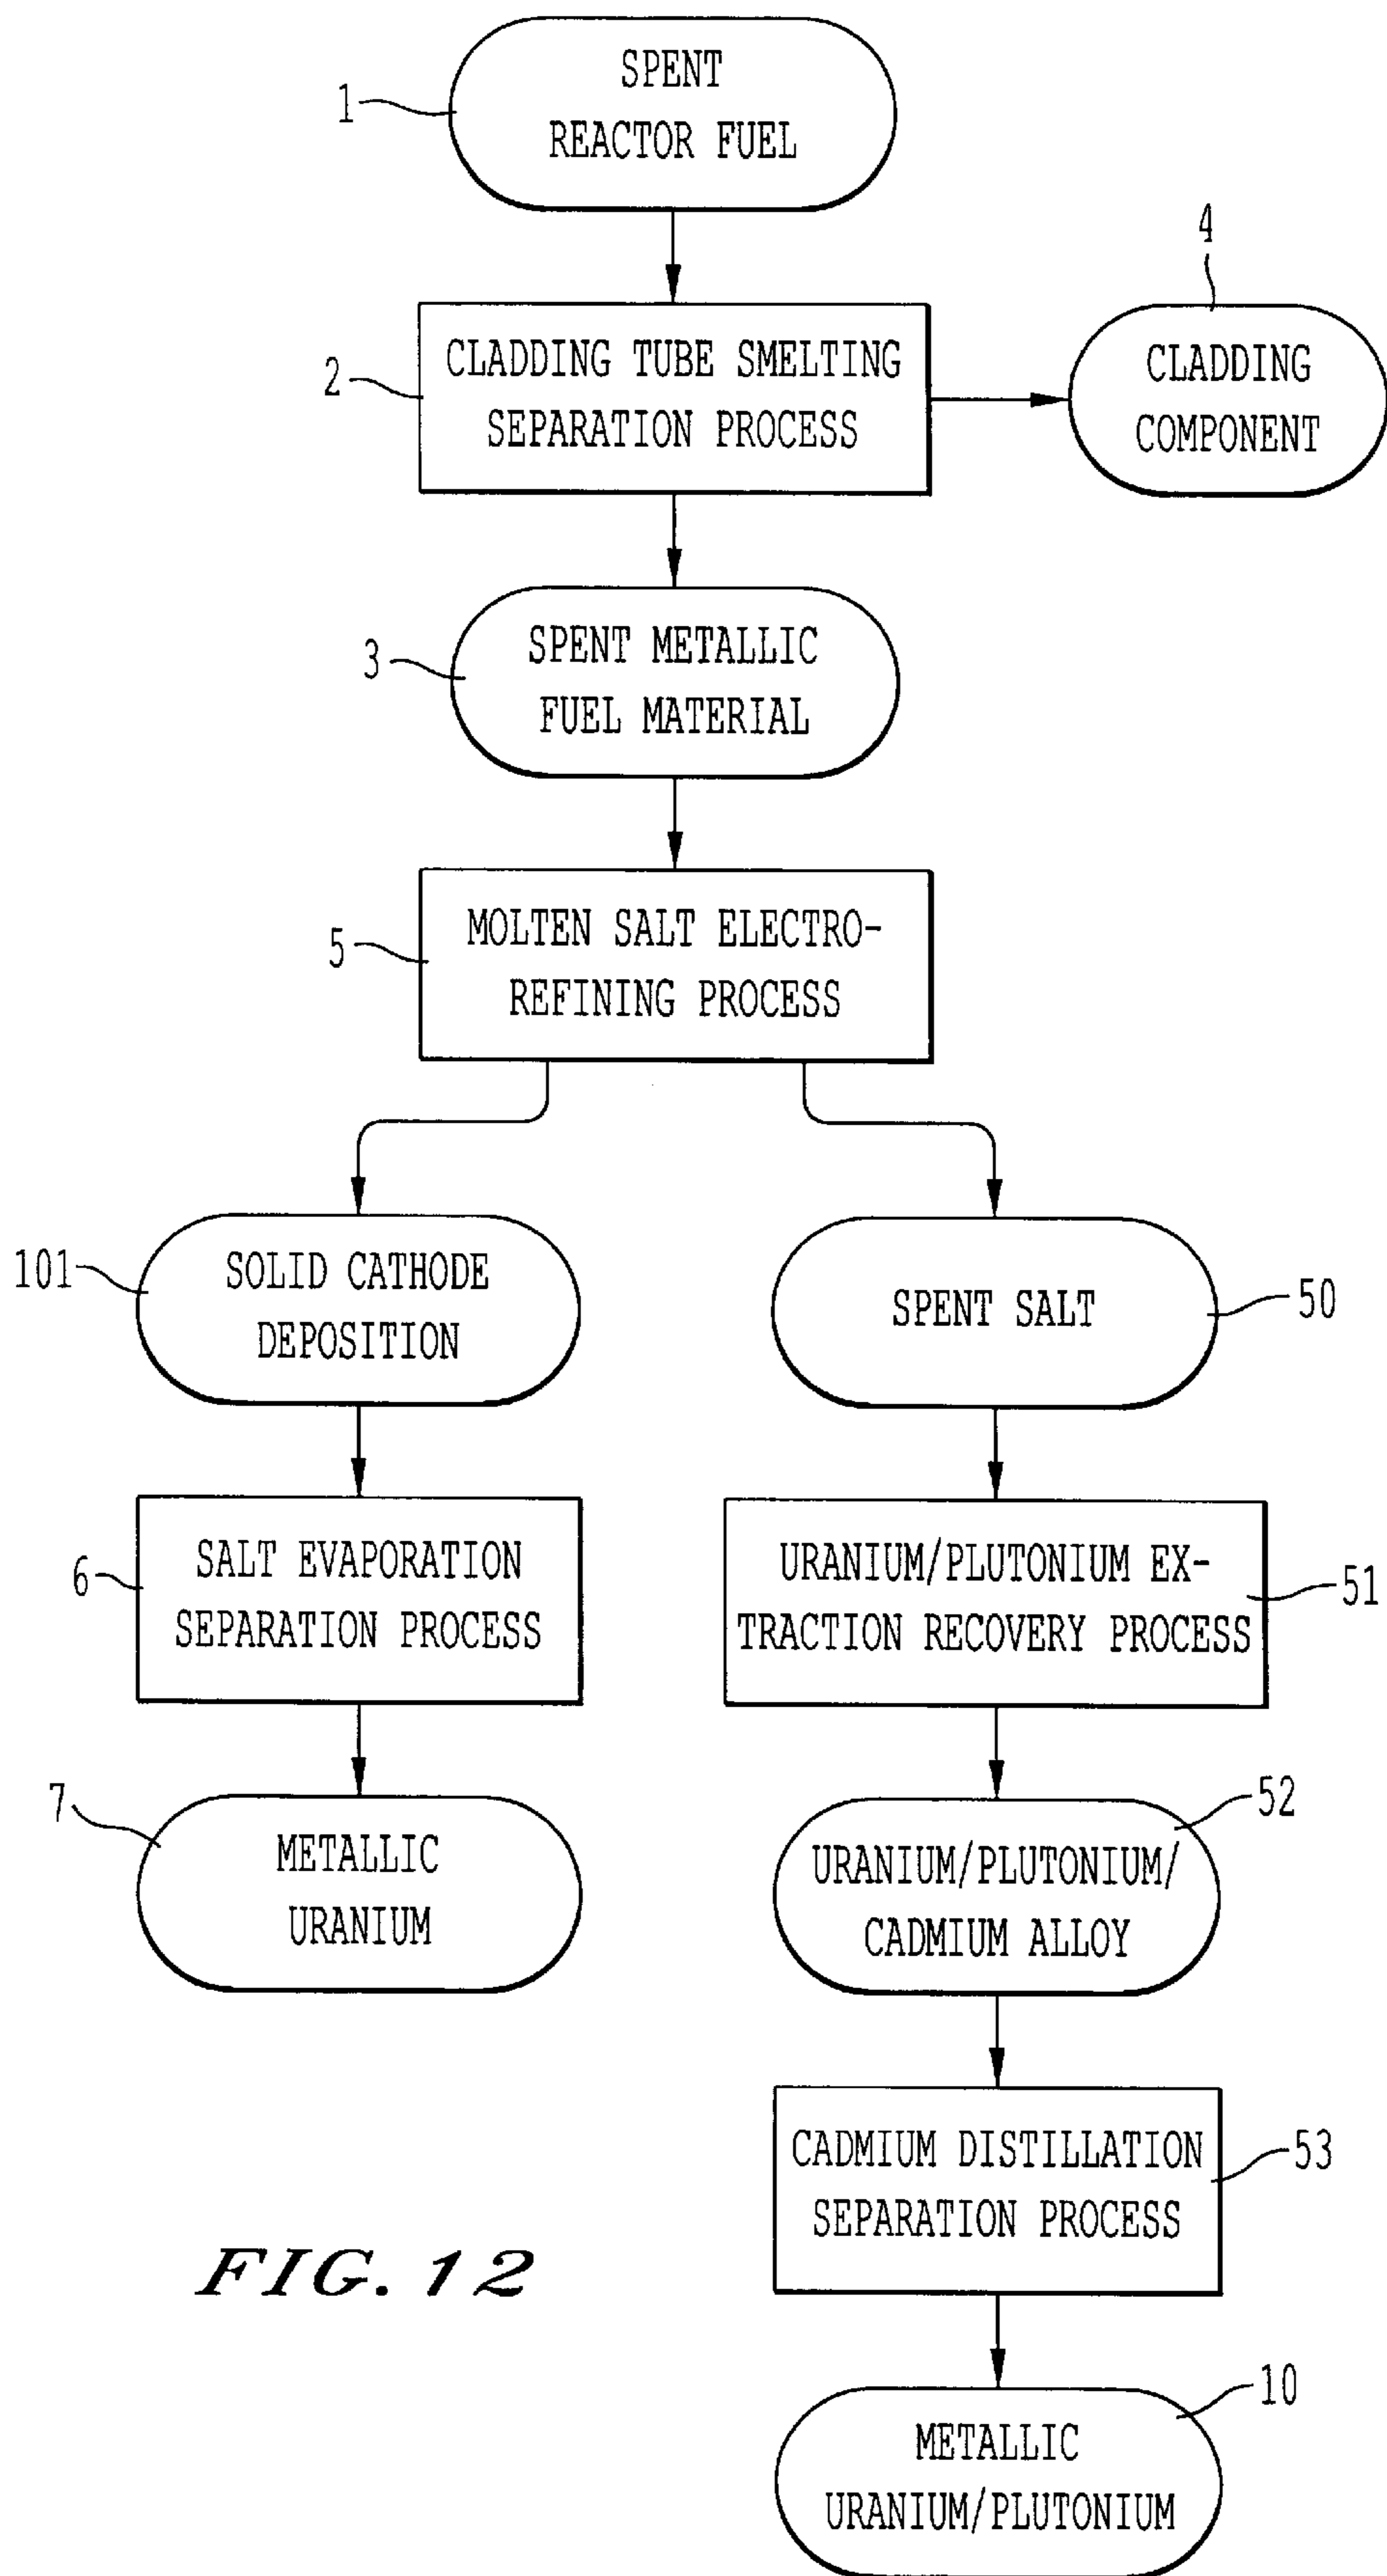 1
SPENT
REACTOR FUEL
2
CLADDING TUBE SMELTING
SEPARATION PROCESS
4
CLADDING
COMPONENT
3
SPENT METALLIC
FUEL MATERIAL
5
MOLTEN SALT ELECTRO-
REFINING PROCESS
101
SOLID CATHODE
DEPOSITION
SPENT SALT
50
6
SALT EVAPORATION
SEPARATION PROCESS
URANIUM/PLUTONIUM EX-
TRACTION RECOVERY PROCESS
51
7
METALLIC
URANIUM
52
URANIUM/PLUTONIUM/
CADMIUM ALLOY
CADMIUM DISTILLATION
SEPARATION PROCESS
53
FIG. 12
10
METALLIC
URANIUM/PLUTONIUM